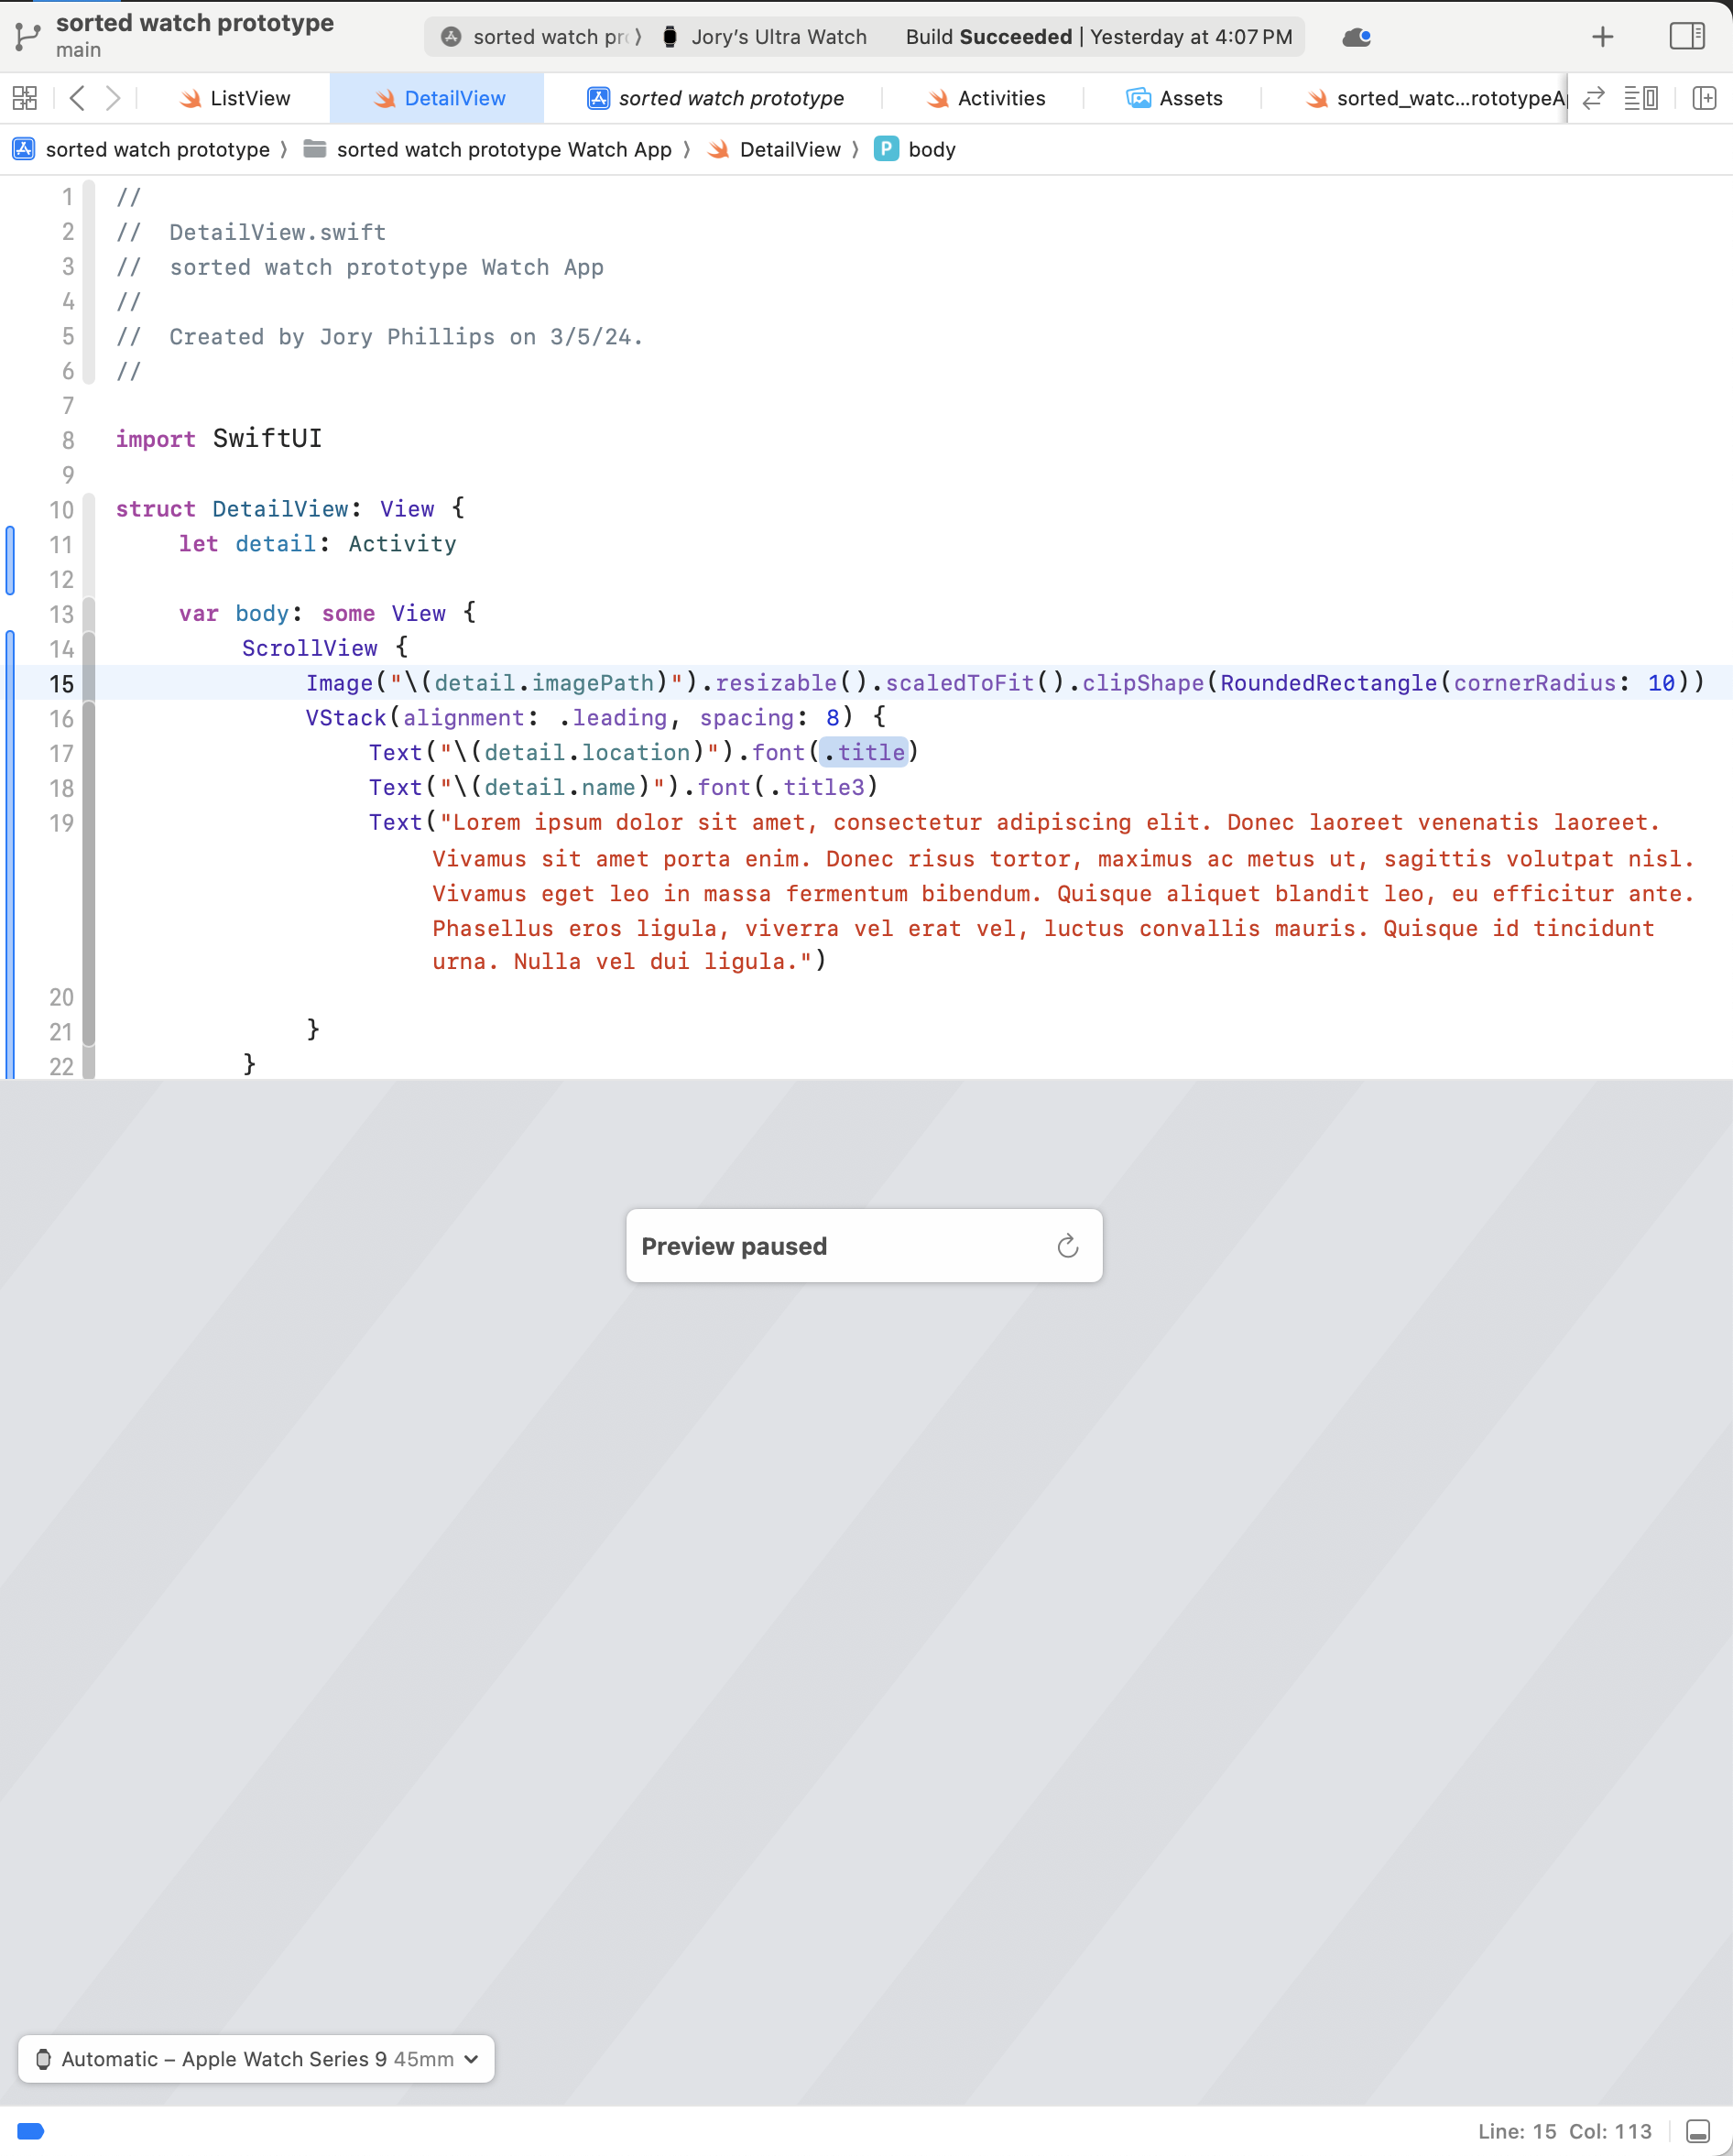 sorted watch prototype
main
sorted watch pr
Jory's Ultra Watch
Build Succeeded | Yesterday at 4:07 PM
ListView
DetailView
sorted watch prototype
Activities
Assets
sorted_watc...rototypeA
sorted watch prototype 〉 sorted watch prototype Watch App 〉 DetailView 〉 P body
1 //
2 //  DetailView.swift
3 //  sorted watch prototype Watch App
4 //
5 //  Created by Jory Phillips on 3/5/24.
6 //
7
8 import SwiftUI
9
10 struct DetailView: View {
11     let detail: Activity
12
13     var body: some View {
14         ScrollView {
15             Image("\(detail.imagePath)").resizable().scaledToFit().clipShape(RoundedRectangle(cornerRadius: 10))
16             VStack(alignment: .leading, spacing: 8) {
17                 Text("\(detail.location)").font(.title)
18                 Text("\(detail.name)").font(.title3)
19                 Text("Lorem ipsum dolor sit amet, consectetur adipiscing elit. Donec laoreet venenatis laoreet.
Vivamus sit amet porta enim. Donec risus tortor, maximus ac metus ut, sagittis volutpat nisl.
Vivamus eget leo in massa fermentum bibendum. Quisque aliquet blandit leo, eu efficitur ante.
Phasellus eros ligula, viverra vel erat vel, luctus convallis mauris. Quisque id tincidunt
urna. Nulla vel dui ligula.")
20
21             }
22         }
Preview paused
Automatic – Apple Watch Series 9 45mm
Line: 15 Col: 113